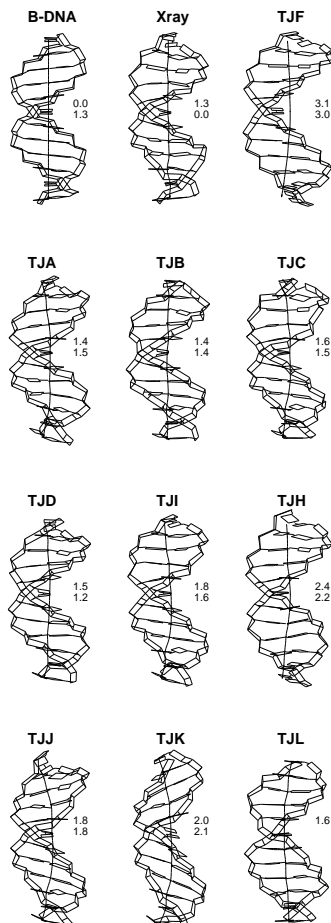 B-DNA Xray TJF
0.0 1.3 3.1
1.3 0.0 3.0
TJA TJB TJC
1.4 1.4 1.6
1.5 1.4 1.5
TJD TJI TJH
1.5 1.8 2.4
1.2 1.6 2.2
TJJ TJK TJL
1.8 2.0 1.6
1.8 2.1